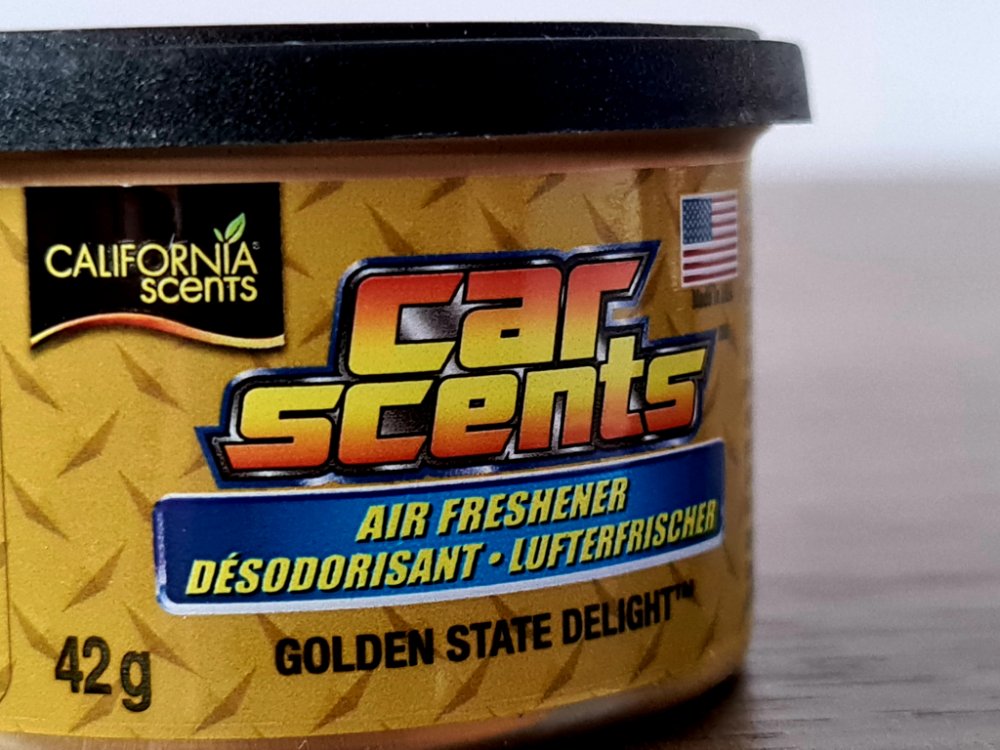 CALIFORNIA
scents
car
scents
AIR FRESHENER
DÉSODORISANT • LUFTERFRISCHER
GOLDEN STATE DELIGHT™
42g